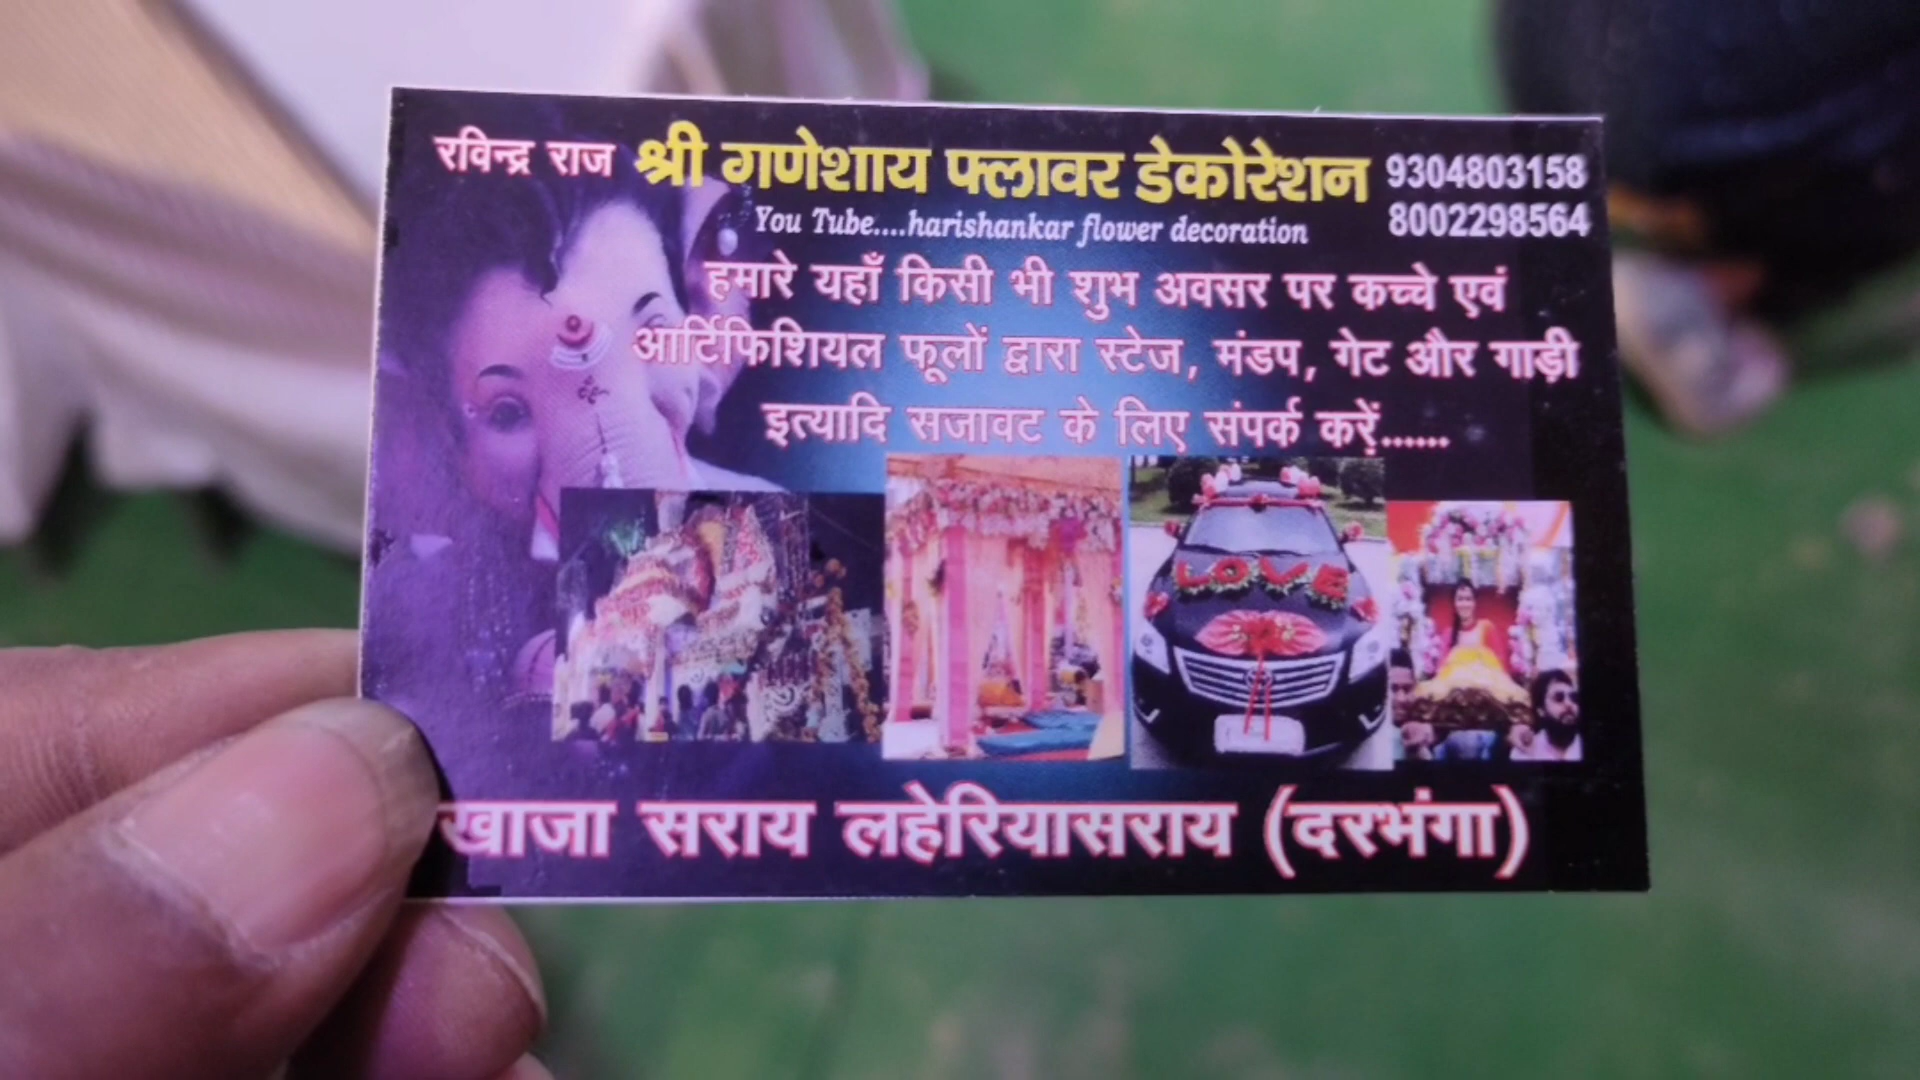 रविन्द्र राज श्री गणेशाय फ्लावर डेकोरेशन 9304803158
You Tube....harishankar flower decoration 8002298564
हमारे यहाँ किसी भी शुभ अवसर पर कच्चे एवं
आर्टिफिशियल फूलों द्वारा स्टेज, मंडप, गेट और गाड़ी
इत्यादि सजावट के लिए संपर्क करें......
LOVE
खाजा सराय लहेरियासराय (दरभंगा)